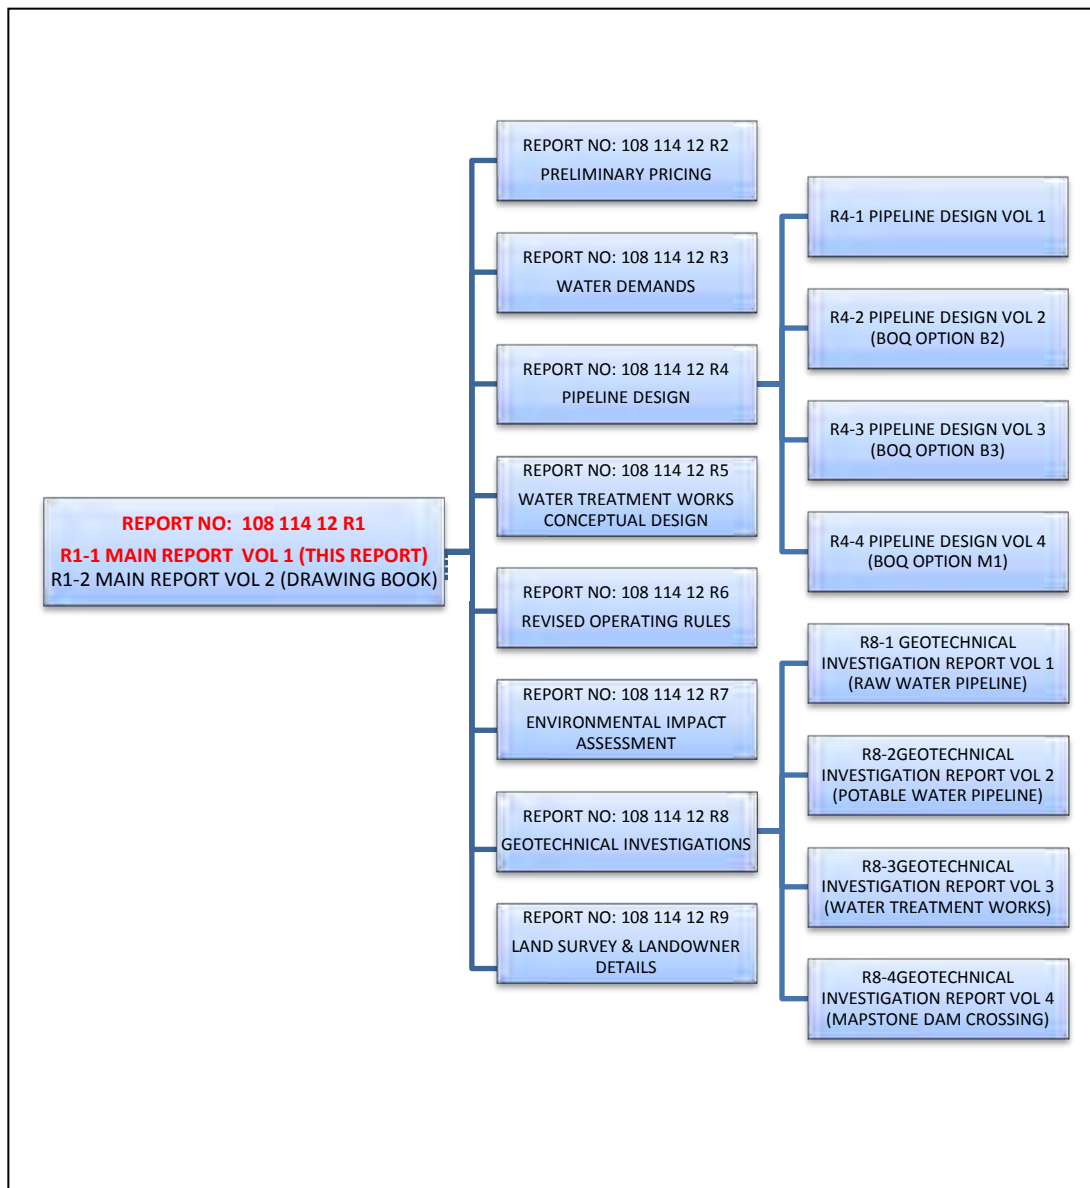 REPORT NO:  108 114 12 R1
R1-1 MAIN REPORT  VOL 1 (THIS REPORT)
R1-2 MAIN REPORT VOL 2 (DRAWING BOOK)
REPORT NO: 108 114 12 R2
PRELIMINARY PRICING
REPORT NO: 108 114 12 R3
WATER DEMANDS
REPORT NO: 108 114 12 R4
PIPELINE DESIGN
REPORT NO: 108 114 12 R5
WATER TREATMENT WORKS
CONCEPTUAL DESIGN
REPORT NO: 108 114 12 R6
REVISED OPERATING RULES
REPORT NO: 108 114 12 R7
ENVIRONMENTAL IMPACT
ASSESSMENT
REPORT NO: 108 114 12 R8
GEOTECHNICAL INVESTIGATIONS
REPORT NO: 108 114 12 R9
LAND SURVEY & LANDOWNER
DETAILS
R4-1 PIPELINE DESIGN VOL 1
R4-2 PIPELINE DESIGN VOL 2
(BOQ OPTION B2)
R4-3 PIPELINE DESIGN VOL 3
(BOQ OPTION B3)
R4-4 PIPELINE DESIGN VOL 4
(BOQ OPTION M1)
R8-1 GEOTECHNICAL
INVESTIGATION REPORT VOL 1
(RAW WATER PIPELINE)
R8-2GEOTECHNICAL
INVESTIGATION REPORT VOL 2
(POTABLE WATER PIPELINE)
R8-3GEOTECHNICAL
INVESTIGATION REPORT VOL 3
(WATER TREATMENT WORKS)
R8-4GEOTECHNICAL
INVESTIGATION REPORT VOL 4
(MAPSTONE DAM CROSSING)